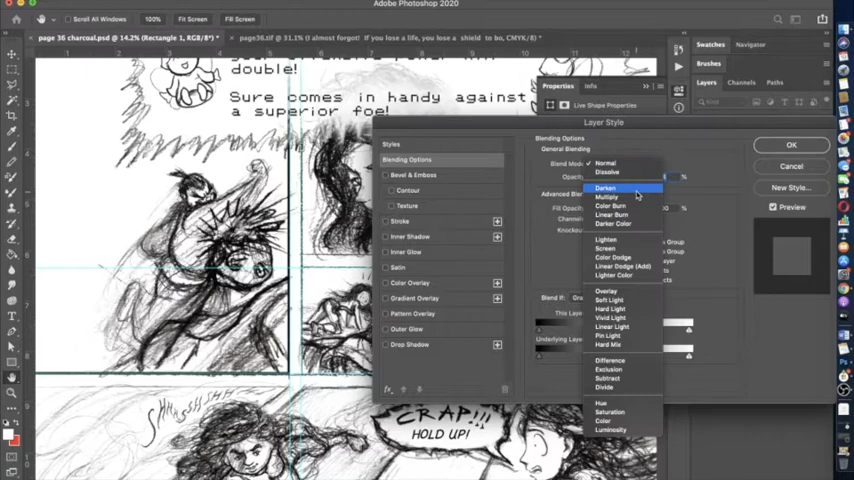 Adobe Photoshop 2020
Scroll All Windows 100% Fit Screen Fill Screen
page 36 charcoal.psd @ 14.2% (Rectangle 1, RGB/8*) *
page36.tif @ 31.1% (I almost forgot! If you lose a life, you lose a shield to bo, CMYK/8) *
double!
Sure comes in handy against
a superior foe!
CRAP!!!
HOLD UP!
Swatches Navigator
Brushes
Layers Channels Paths
Kind
Properties Info
Live Shape Properties
Layer Style
Styles
Blending Options
Bevel & Emboss
Contour
Texture
Stroke
Inner Shadow
Inner Glow
Satin
Color Overlay
Gradient Overlay
Pattern Overlay
Outer Glow
Drop Shadow
fx
Blending Options
General Blending
Blend Mode
Opacity %
Fill Opacity %
Blend If:
This Layer
Underlying Layer
Normal
Dissolve
Darken
Multiply
Color Burn
Linear Burn
Darker Color
Lighten
Screen
Color Dodge
Linear Dodge (Add)
Lighter Color
Overlay
Soft Light
Hard Light
Vivid Light
Linear Light
Pin Light
Hard Mix
Difference
Exclusion
Subtract
Divide
Hue
Saturation
Color
Luminosity
OK
Cancel
New Style...
Preview